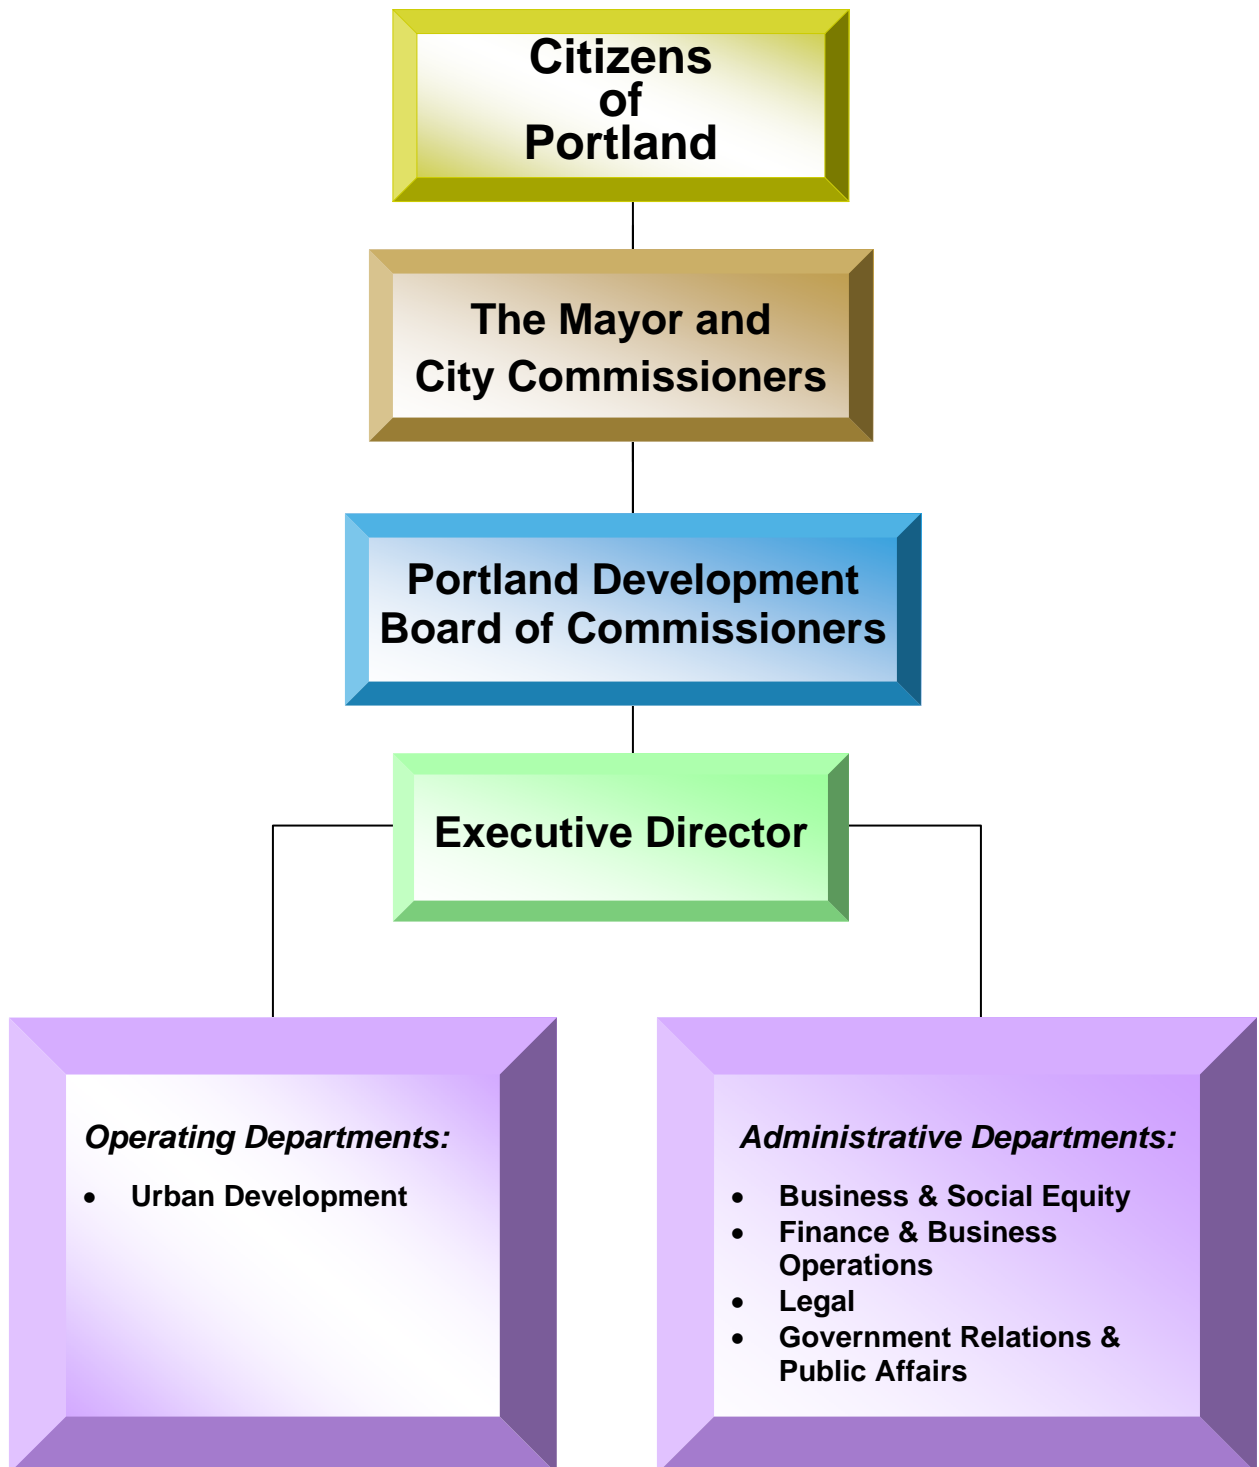 Citizens
of
Portland
The Mayor and
City Commissioners
Portland Development
Board of Commissioners
Executive Director
Operating Departments:
• Urban Development
Administrative Departments:
• Business & Social Equity
• Finance & Business
Operations
• Legal
• Government Relations &
Public Affairs